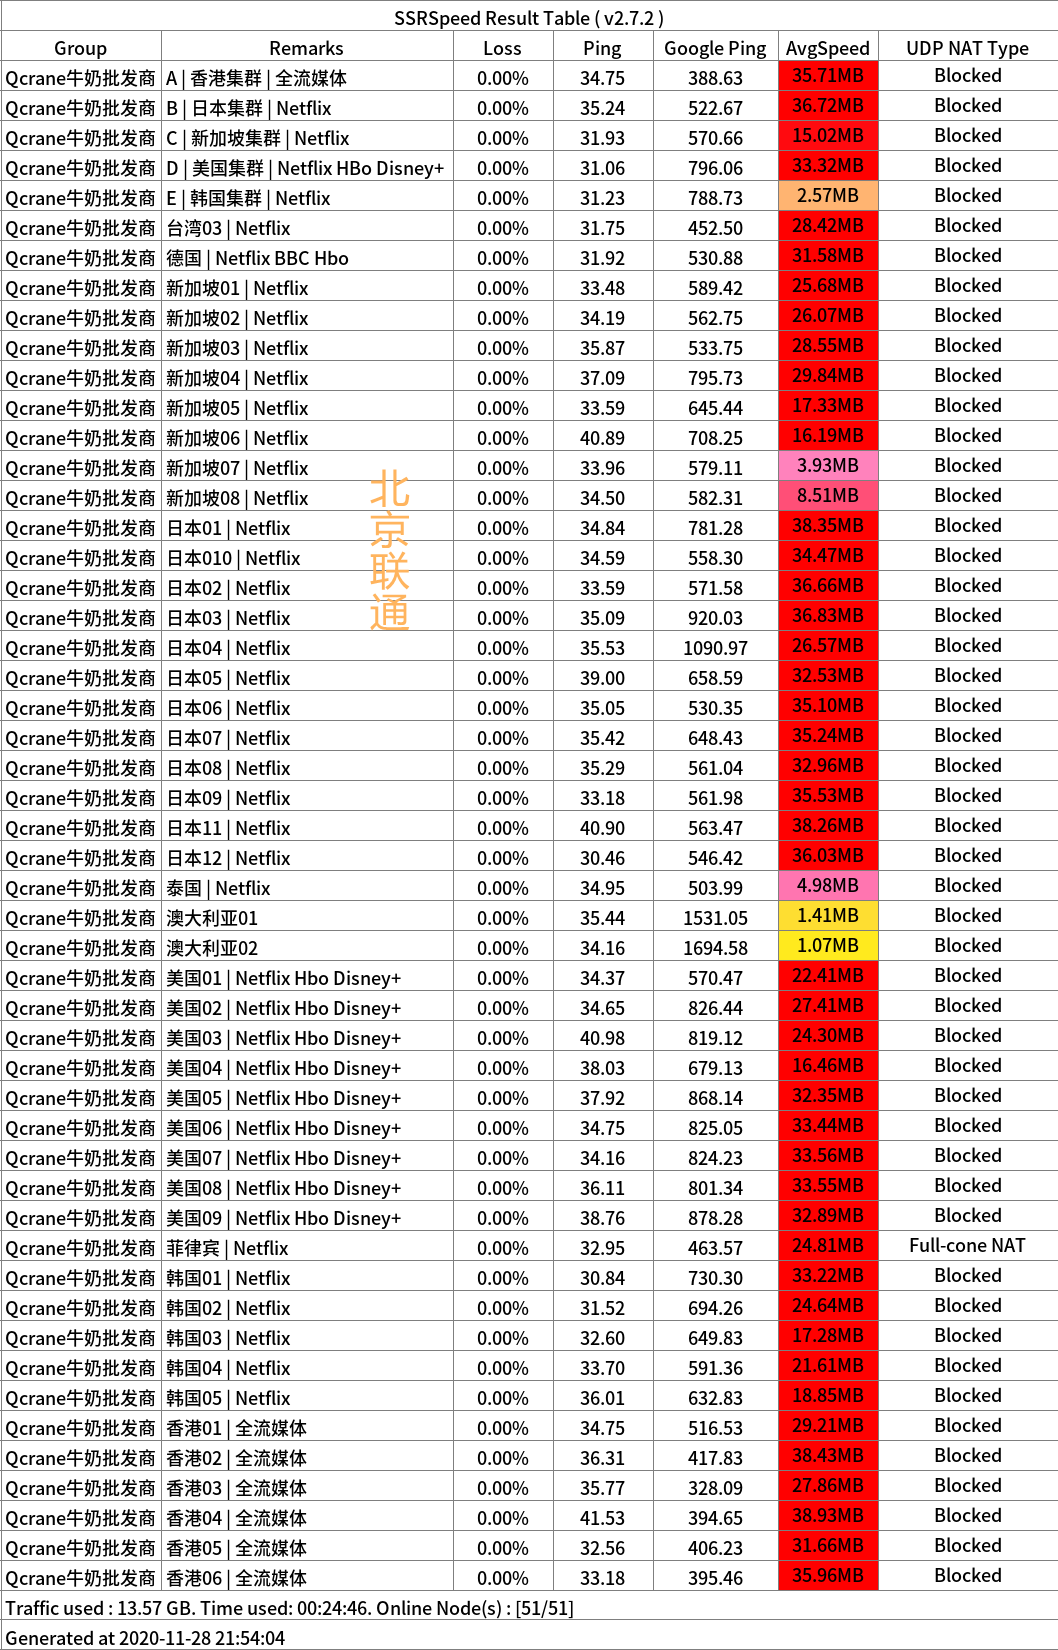 SSRSpeed Result Table ( v2.7.2 )
Group Remarks Loss Ping Google Ping AvgSpeed UDP NAT Type
Qcrane牛奶批发商 A | 香港集群 | 全流媒体 0.00% 34.75 388.63 35.71MB Blocked
Qcrane牛奶批发商 B | 日本集群 | Netflix 0.00% 35.24 522.67 36.72MB Blocked
Qcrane牛奶批发商 C | 新加坡集群 | Netflix 0.00% 31.93 570.66 15.02MB Blocked
Qcrane牛奶批发商 D | 美国集群 | Netflix HBo Disney+ 0.00% 31.06 796.06 33.32MB Blocked
Qcrane牛奶批发商 E | 韩国集群 | Netflix 0.00% 31.23 788.73 2.57MB Blocked
Qcrane牛奶批发商 台湾03 | Netflix 0.00% 31.75 452.50 28.42MB Blocked
Qcrane牛奶批发商 德国 | Netflix BBC Hbo 0.00% 31.92 530.88 31.58MB Blocked
Qcrane牛奶批发商 新加坡01 | Netflix 0.00% 33.48 589.42 25.68MB Blocked
Qcrane牛奶批发商 新加坡02 | Netflix 0.00% 34.19 562.75 26.07MB Blocked
Qcrane牛奶批发商 新加坡03 | Netflix 0.00% 35.87 533.75 28.55MB Blocked
Qcrane牛奶批发商 新加坡04 | Netflix 0.00% 37.09 795.73 29.84MB Blocked
Qcrane牛奶批发商 新加坡05 | Netflix 0.00% 33.59 645.44 17.33MB Blocked
Qcrane牛奶批发商 新加坡06 | Netflix 0.00% 40.89 708.25 16.19MB Blocked
Qcrane牛奶批发商 新加坡07 | Netflix 0.00% 33.96 579.11 3.93MB Blocked
Qcrane牛奶批发商 新加坡08 | Netflix 0.00% 34.50 582.31 8.51MB Blocked
Qcrane牛奶批发商 日本01 | Netflix 0.00% 34.84 781.28 38.35MB Blocked
Qcrane牛奶批发商 日本010 | Netflix 0.00% 34.59 558.30 34.47MB Blocked
Qcrane牛奶批发商 日本02 | Netflix 0.00% 33.59 571.58 36.66MB Blocked
Qcrane牛奶批发商 日本03 | Netflix 0.00% 35.09 920.03 36.83MB Blocked
Qcrane牛奶批发商 日本04 | Netflix 0.00% 35.53 1090.97 26.57MB Blocked
Qcrane牛奶批发商 日本05 | Netflix 0.00% 39.00 658.59 32.53MB Blocked
Qcrane牛奶批发商 日本06 | Netflix 0.00% 35.05 530.35 35.10MB Blocked
Qcrane牛奶批发商 日本07 | Netflix 0.00% 35.42 648.43 35.24MB Blocked
Qcrane牛奶批发商 日本08 | Netflix 0.00% 35.29 561.04 32.96MB Blocked
Qcrane牛奶批发商 日本09 | Netflix 0.00% 33.18 561.98 35.53MB Blocked
Qcrane牛奶批发商 日本11 | Netflix 0.00% 40.90 563.47 38.26MB Blocked
Qcrane牛奶批发商 日本12 | Netflix 0.00% 30.46 546.42 36.03MB Blocked
Qcrane牛奶批发商 泰国 | Netflix 0.00% 34.95 503.99 4.98MB Blocked
Qcrane牛奶批发商 澳大利亚01 0.00% 35.44 1531.05 1.41MB Blocked
Qcrane牛奶批发商 澳大利亚02 0.00% 34.16 1694.58 1.07MB Blocked
Qcrane牛奶批发商 美国01 | Netflix Hbo Disney+ 0.00% 34.37 570.47 22.41MB Blocked
Qcrane牛奶批发商 美国02 | Netflix Hbo Disney+ 0.00% 34.65 826.44 27.41MB Blocked
Qcrane牛奶批发商 美国03 | Netflix Hbo Disney+ 0.00% 40.98 819.12 24.30MB Blocked
Qcrane牛奶批发商 美国04 | Netflix Hbo Disney+ 0.00% 38.03 679.13 16.46MB Blocked
Qcrane牛奶批发商 美国05 | Netflix Hbo Disney+ 0.00% 37.92 868.14 32.35MB Blocked
Qcrane牛奶批发商 美国06 | Netflix Hbo Disney+ 0.00% 34.75 825.05 33.44MB Blocked
Qcrane牛奶批发商 美国07 | Netflix Hbo Disney+ 0.00% 34.16 824.23 33.56MB Blocked
Qcrane牛奶批发商 美国08 | Netflix Hbo Disney+ 0.00% 36.11 801.34 33.55MB Blocked
Qcrane牛奶批发商 美国09 | Netflix Hbo Disney+ 0.00% 38.76 878.28 32.89MB Blocked
Qcrane牛奶批发商 菲律宾 | Netflix 0.00% 32.95 463.57 24.81MB Full-cone NAT
Qcrane牛奶批发商 韩国01 | Netflix 0.00% 30.84 730.30 33.22MB Blocked
Qcrane牛奶批发商 韩国02 | Netflix 0.00% 31.52 694.26 24.64MB Blocked
Qcrane牛奶批发商 韩国03 | Netflix 0.00% 32.60 649.83 17.28MB Blocked
Qcrane牛奶批发商 韩国04 | Netflix 0.00% 33.70 591.36 21.61MB Blocked
Qcrane牛奶批发商 韩国05 | Netflix 0.00% 36.01 632.83 18.85MB Blocked
Qcrane牛奶批发商 香港01 | 全流媒体 0.00% 34.75 516.53 29.21MB Blocked
Qcrane牛奶批发商 香港02 | 全流媒体 0.00% 36.31 417.83 38.43MB Blocked
Qcrane牛奶批发商 香港03 | 全流媒体 0.00% 35.77 328.09 27.86MB Blocked
Qcrane牛奶批发商 香港04 | 全流媒体 0.00% 41.53 394.65 38.93MB Blocked
Qcrane牛奶批发商 香港05 | 全流媒体 0.00% 32.56 406.23 31.66MB Blocked
Qcrane牛奶批发商 香港06 | 全流媒体 0.00% 33.18 395.46 35.96MB Blocked
Traffic used : 13.57 GB. Time used: 00:24:46. Online Node(s) : [51/51]
Generated at 2020-11-28 21:54:04
北京联通